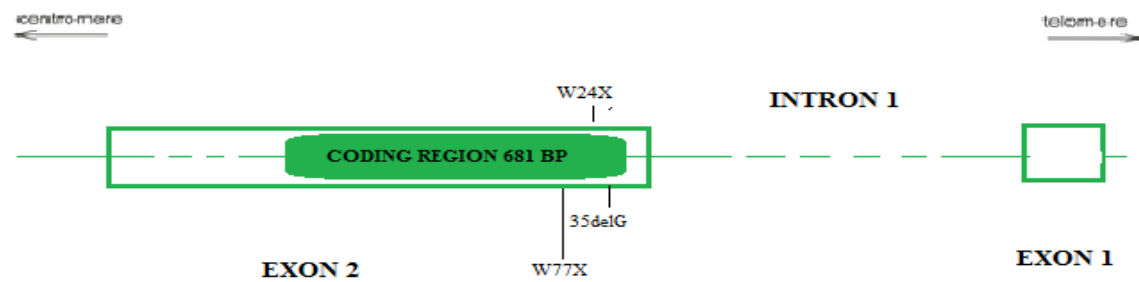 centromere
telomere
W24X
INTRON 1
CODING REGION 681 BP
35delG
EXON 2
W77X
EXON 1